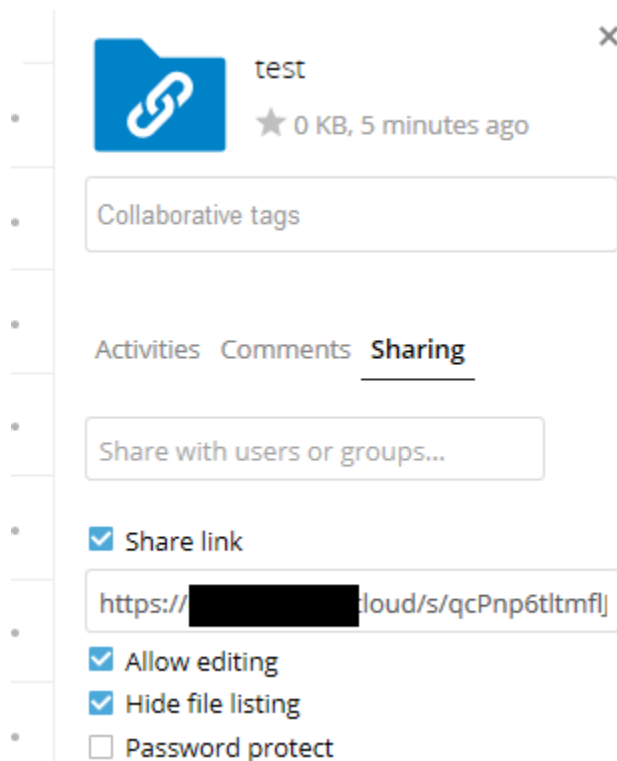 test
0 KB, 5 minutes ago
Collaborative tags
Activities Comments Sharing
Share with users or groups...
Share link
https:// cloud/s/qcPnp6tltmflJ
Allow editing
Hide file listing
Password protect